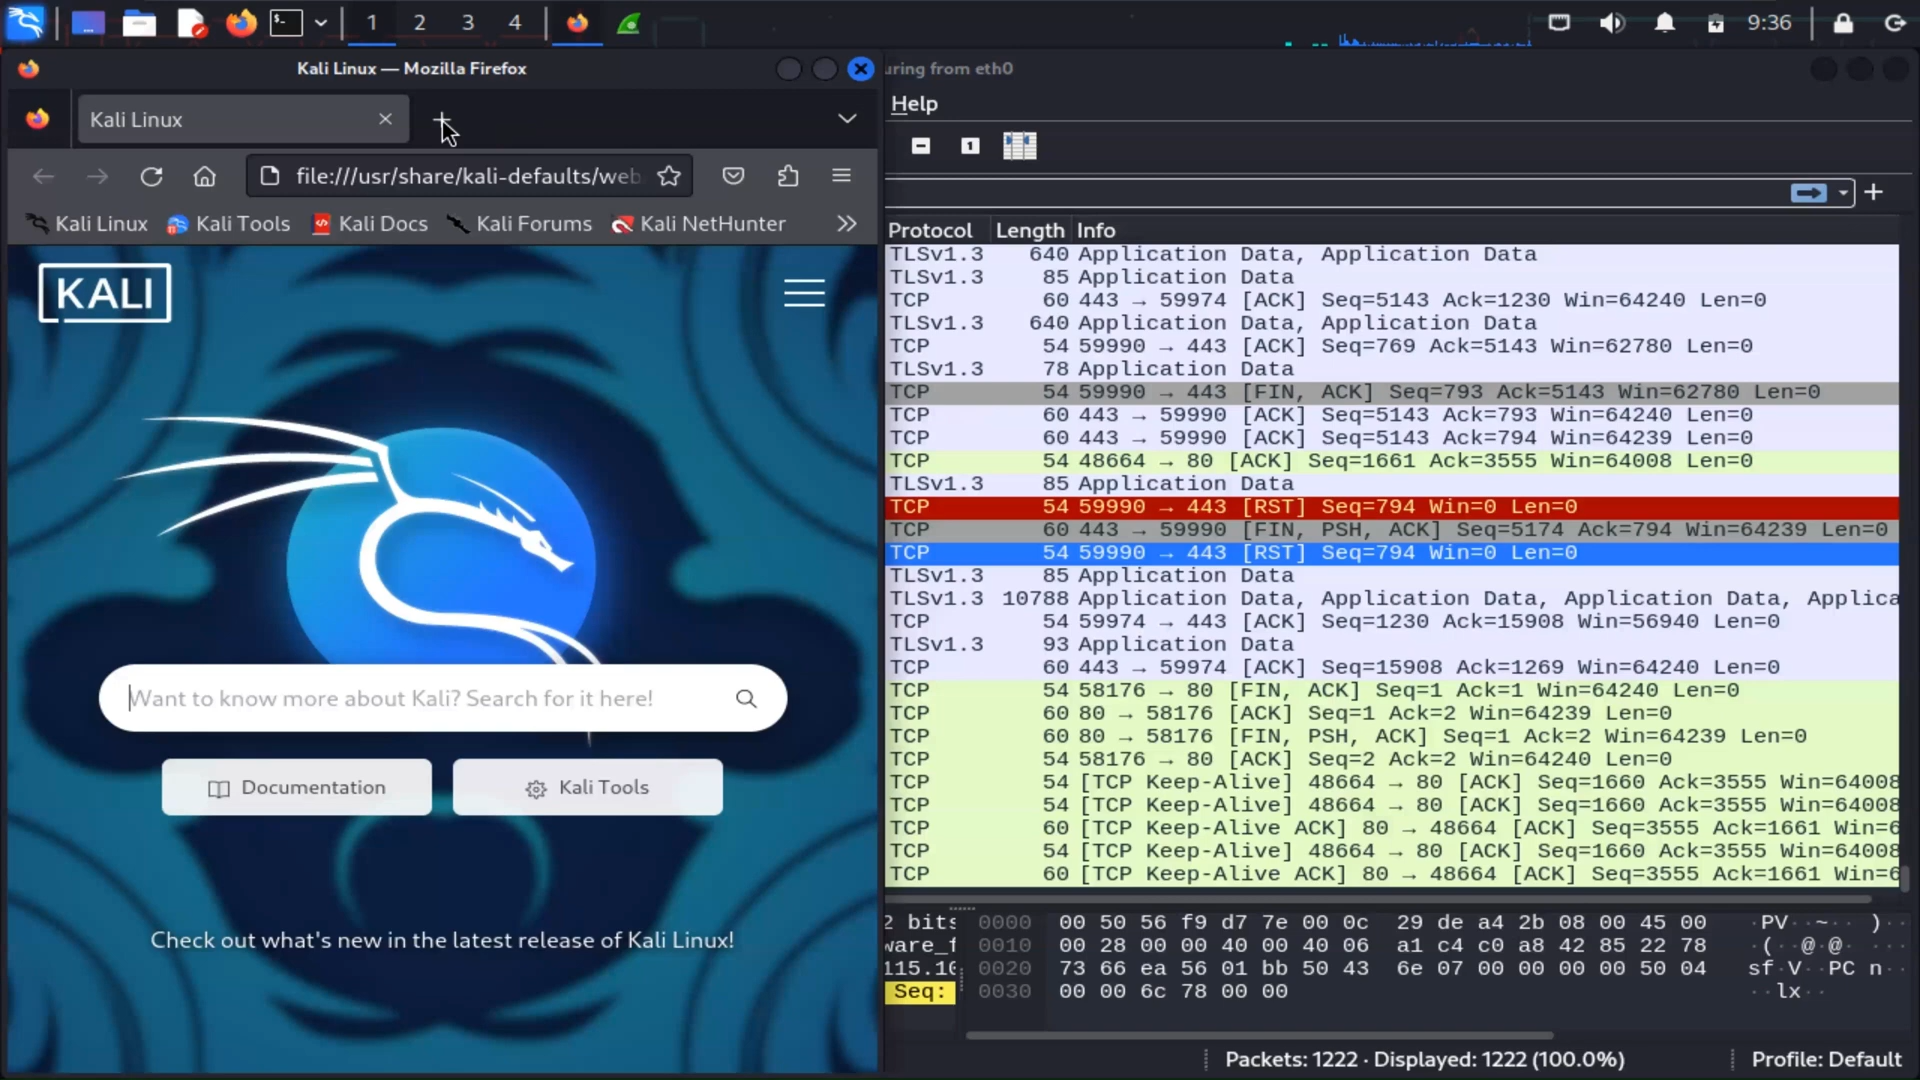 1 2 3 4
9:36
Kali Linux — Mozilla Firefox
uring from eth0
Help
Kali Linux
file:///usr/share/kali-defaults/web
Kali Linux
Kali Tools
Kali Docs
Kali Forums
Kali NetHunter
KALI
Want to know more about Kali? Search for it here!
Documentation
Kali Tools
Check out what's new in the latest release of Kali Linux!
Protocol Length Info
TLSv1.3 640 Application Data, Application Data
TLSv1.3 85 Application Data
TCP 60 443 → 59974 [ACK] Seq=5143 Ack=1230 Win=64240 Len=0
TLSv1.3 640 Application Data, Application Data
TCP 54 59990 → 443 [ACK] Seq=769 Ack=5143 Win=62780 Len=0
TLSv1.3 78 Application Data
TCP 54 59990 → 443 [FIN, ACK] Seq=793 Ack=5143 Win=62780 Len=0
TCP 60 443 → 59990 [ACK] Seq=5143 Ack=793 Win=64240 Len=0
TCP 60 443 → 59990 [ACK] Seq=5143 Ack=794 Win=64239 Len=0
TCP 54 48664 → 80 [ACK] Seq=1661 Ack=3555 Win=64008 Len=0
TLSv1.3 85 Application Data
TCP 54 59990 → 443 [RST] Seq=794 Win=0 Len=0
TCP 60 443 → 59990 [FIN, PSH, ACK] Seq=5174 Ack=794 Win=64239 Len=0
TCP 54 59990 → 443 [RST] Seq=794 Win=0 Len=0
TLSv1.3 85 Application Data
TLSv1.3 10788 Application Data, Application Data, Application Data, Applica
TCP 54 59974 → 443 [ACK] Seq=1230 Ack=15908 Win=56940 Len=0
TLSv1.3 93 Application Data
TCP 60 443 → 59974 [ACK] Seq=15908 Ack=1269 Win=64240 Len=0
TCP 54 58176 → 80 [FIN, ACK] Seq=1 Ack=1 Win=64240 Len=0
TCP 60 80 → 58176 [ACK] Seq=1 Ack=2 Win=64239 Len=0
TCP 60 80 → 58176 [FIN, PSH, ACK] Seq=1 Ack=2 Win=64239 Len=0
TCP 54 58176 → 80 [ACK] Seq=2 Ack=2 Win=64240 Len=0
TCP 54 [TCP Keep-Alive] 48664 → 80 [ACK] Seq=1660 Ack=3555 Win=64008
TCP 54 [TCP Keep-Alive] 48664 → 80 [ACK] Seq=1660 Ack=3555 Win=64008
TCP 60 [TCP Keep-Alive ACK] 80 → 48664 [ACK] Seq=3555 Ack=1661 Win=6
TCP 54 [TCP Keep-Alive] 48664 → 80 [ACK] Seq=1660 Ack=3555 Win=64008
TCP 60 [TCP Keep-Alive ACK] 80 → 48664 [ACK] Seq=3555 Ack=1661 Win=6
2 bits 0000 00 50 56 f9 d7 7e 00 0c 29 de a4 2b 08 00 45 00 ·PV··~··)
ware_f 0010 00 28 00 00 40 00 40 06 a1 c4 c0 a8 42 85 22 78 ·(··@·@·
115.10 0020 73 66 ea 56 01 bb 50 43 6e 07 00 00 00 00 50 04 sf·V··PC n··
Seq: 0030 00 00 6c 78 00 00 ··lx··
Packets: 1222 · Displayed: 1222 (100.0%)
Profile: Default